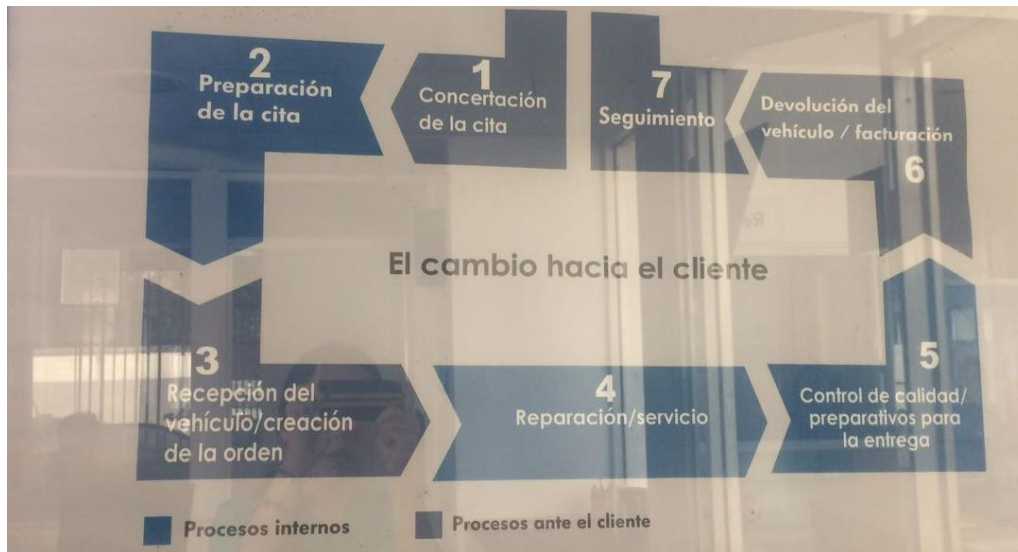 1
Concertación
de la cita
2
Preparación
de la cita
3
Recepción del
vehículo/creación
de la orden
4
Reparación/servicio
5
Control de calidad/
preparativos para
la entrega
Devolución del
vehículo / facturación
6
7
Seguimiento
El cambio hacia el cliente
Procesos internos
Procesos ante el cliente